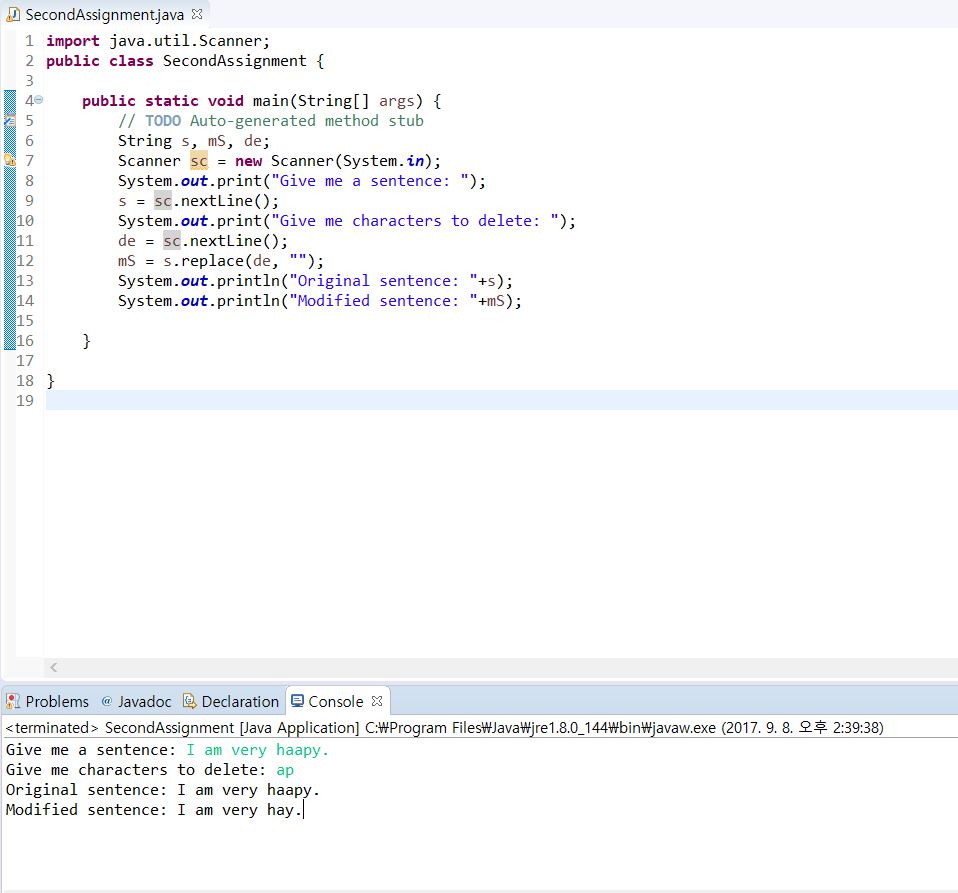 SecondAssignment.java
1 import java.util.Scanner;
2 public class SecondAssignment {
3
4 public static void main(String[] args) {
5 // TODO Auto-generated method stub
6 String s, mS, de;
7 Scanner sc = new Scanner(System.in);
8 System.out.print("Give me a sentence: ");
9 s = sc.nextLine();
10 System.out.print("Give me characters to delete: ");
11 de = sc.nextLine();
12 mS = s.replace(de, "");
13 System.out.println("Original sentence: "+s);
14 System.out.println("Modified sentence: "+mS);
15
16 }
17
18 }
19
Problems @ Javadoc Declaration Console
<terminated> SecondAssignment [Java Application] C:₩Program Files₩Java₩jre1.8.0_144₩bin₩javaw.exe (2017. 9. 8. 오후 2:39:38)
Give me a sentence: I am very haapy.
Give me characters to delete: ap
Original sentence: I am very haapy.
Modified sentence: I am very hay.